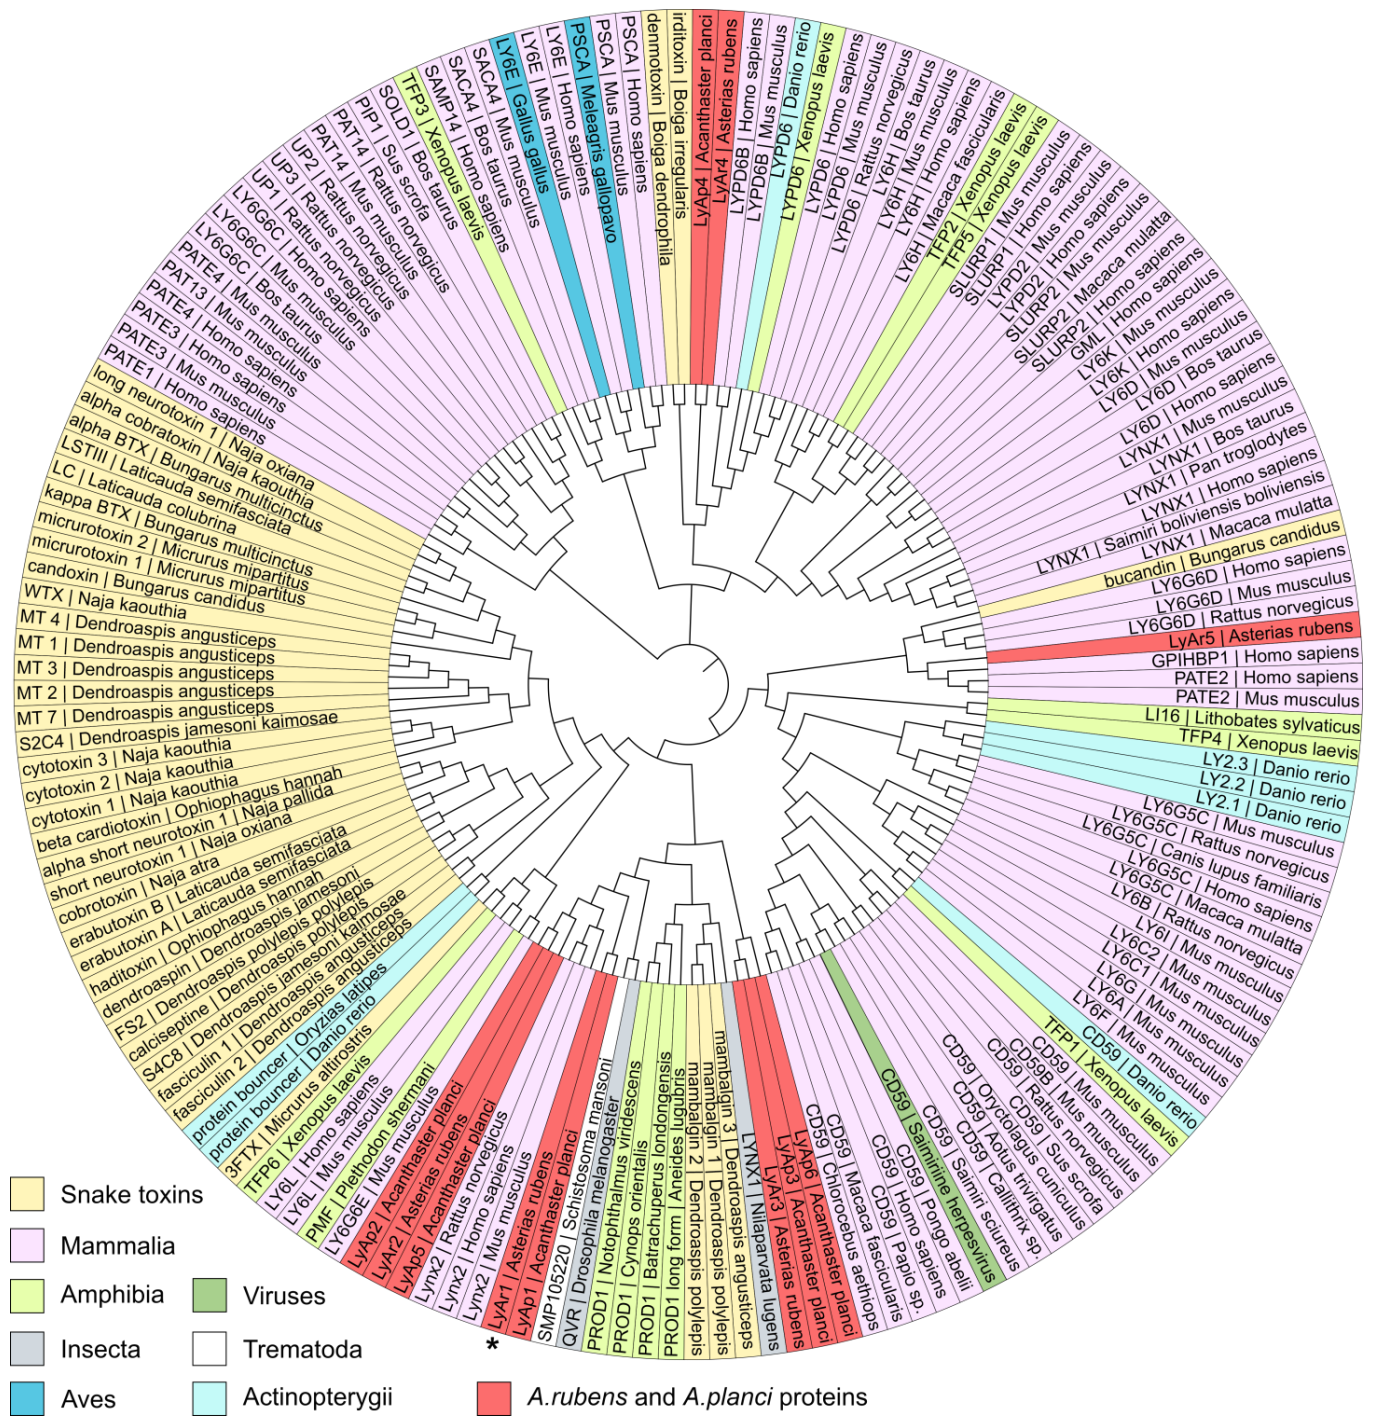 LyAp4 | Acanthaster planci
LyAr4 | Asterias rubens
LYPD6B | Homo sapiens
LYPD6B | Mus musculus
LYPD6 | Danio rerio
LYPD6 | Xenopus laevis
LYPD6 | Homo sapiens
LYPD6 | Mus musculus
LYPD6 | Rattus norvegicus
LY6H | Bos taurus
LY6H | Mus musculus
LY6H | Homo sapiens
LY6H | Macaca fascicularis
TFP2 | Xenopus laevis
TFP5 | Xenopus laevis
SLURP1 | Mus musculus
SLURP1 | Homo sapiens
LYPD2 | Mus musculus
LYPD2 | Homo sapiens
SLURP2 | Mus musculus
SLURP2 | Macaca mulatta
SLURP2 | Homo sapiens
GML | Homo sapiens
LY6K | Mus musculus
LY6K | Homo sapiens
LY6D | Mus musculus
LY6D | Bos taurus
LY6D | Homo sapiens
LYNX1 | Mus musculus
LYNX1 | Bos taurus
LYNX1 | Pan troglodytes
LYNX1 | Homo sapiens
LYNX1 | Saimiri boliviensis boliviensis
LYNX1 | Macaca mulatta
bucandin | Bungarus candidus
LY6G6D | Homo sapiens
LY6G6D | Mus musculus
LY6G6D | Rattus norvegicus
LyAr5 | Asterias rubens
GPIHBP1 | Homo sapiens
PATE2 | Homo sapiens
PATE2 | Mus musculus
LI16 | Lithobates sylvaticus
TFP4 | Xenopus laevis
LY2.3 | Danio rerio
LY2.2 | Danio rerio
LY2.1 | Danio rerio
LY6G5C | Mus musculus
LY6G5C | Rattus norvegicus
LY6G5C | Canis lupus familiaris
LY6G5C | Homo sapiens
LY6G5C | Macaca mulatta
LY6B | Rattus norvegicus
LY6I | Mus musculus
LY6C2 | Mus musculus
LY6C1 | Mus musculus
LY6G | Mus musculus
LY6A | Mus musculus
LY6F | Mus musculus
CD59 | Danio rerio
TFP1 | Xenopus laevis
CD59 | Mus musculus
CD59B | Mus musculus
CD59 | Rattus norvegicus
CD59 | Sus scrofa
CD59 | Oryctolagus cuniculus
CD59 | Aotus trivirgatus
CD59 | Callithrix sp.
CD59 | Saimiri sciureus
CD59 | Saimirine herpesvirus
CD59 | Pongo abelii
CD59 | Homo sapiens
CD59 | Papio sp.
CD59 | Macaca fascicularis
CD59 | Chlorocebus aethiops
LyAp6 | Acanthaster planci
LyAp3 | Acanthaster planci
LyAr3 | Asterias rubens
LYNX1 | Nilaparvata lugens
mambalgin 3 | Dendroaspis angusticeps
mambalgin 1 | Dendroaspis polylepis
mambalgin 2 | Dendroaspis polylepis
PROD1 long form | Aneides lugubris
PROD1 | Batrachuperus londongensis
PROD1 | Cynops orientalis
PROD1 | Notophthalmus viridescens
QVR | Drosophila melanogaster
SMP105220 | Schistosoma mansoni
LyAp1 | Acanthaster planci
LyAr1 | Asterias rubens
*
Lynx2 | Mus musculus
Lynx2 | Homo sapiens
Lynx2 | Rattus norvegicus
LyAp5 | Acanthaster planci
LyAr2 | Asterias rubens
LyAp2 | Acanthaster planci
LY6G6E | Mus musculus
PMF | Plethodon shermani
LY6L | Mus musculus
LY6L | Homo sapiens
TFP6 | Xenopus laevis
3FTX | Micrurus altirostris
protein bouncer | Danio rerio
protein bouncer | Oryzias latipes
fasciculin 2 | Dendroaspis angusticeps
fasciculin 1 | Dendroaspis angusticeps
S4C8 | Dendroaspis jamesoni kaimosae
calciseptine | Dendroaspis polylepis
FS2 | Dendroaspis polylepis polylepis
dendroaspin | Dendroaspis jamesoni
haditoxin | Ophiophagus hannah
erabutoxin A | Laticauda semifasciata
erabutoxin B | Laticauda semifasciata
cobrotoxin | Naja atra
short neurotoxin 1 | Naja oxiana
alpha short neurotoxin 1 | Naja pallida
beta cardiotoxin | Ophiophagus hannah
cytotoxin 1 | Naja kaouthia
cytotoxin 2 | Naja kaouthia
cytotoxin 3 | Naja kaouthia
S2C4 | Dendroaspis jamesoni kaimosae
MT 7 | Dendroaspis angusticeps
MT 2 | Dendroaspis angusticeps
MT 3 | Dendroaspis angusticeps
MT 1 | Dendroaspis angusticeps
MT 4 | Dendroaspis angusticeps
WTX | Naja kaouthia
candoxin | Bungarus candidus
micrurotoxin 1 | Micrurus mipartitus
micrurotoxin 2 | Micrurus mipartitus
kappa BTX | Bungarus multicinctus
LC | Laticauda colubrina
LSTIII | Laticauda semifasciata
alpha BTX | Bungarus multicinctus
alpha cobratoxin | Naja kaouthia
long neurotoxin 1 | Naja oxiana
PATE1 | Homo sapiens
PATE3 | Mus musculus
PATE3 | Homo sapiens
PATE4 | Homo sapiens
PAT13 | Mus musculus
PATE4 | Mus musculus
LY6G6C | Bos taurus
LY6G6C | Mus musculus
LY6G6C | Homo sapiens
UP1 | Rattus norvegicus
UP3 | Rattus norvegicus
UP2 | Rattus norvegicus
PAT14 | Mus musculus
PAT14 | Rattus norvegicus
PIP1 | Sus scrofa
SOLD1 | Bos taurus
TFP3 | Xenopus laevis
SAMP14 | Homo sapiens
SACA4 | Bos taurus
SACA4 | Mus musculus
LY6E | Gallus gallus
LY6E | Mus musculus
LY6E | Homo sapiens
PSCA | Meleagris gallopavo
PSCA | Mus musculus
PSCA | Homo sapiens
denmotoxin | Boiga dendrophila
irditoxin | Boiga irregularis
Snake toxins
Mammalia
Amphibia
Viruses
Insecta
Trematoda
Aves
Actinopterygii
A.rubens and A.planci proteins